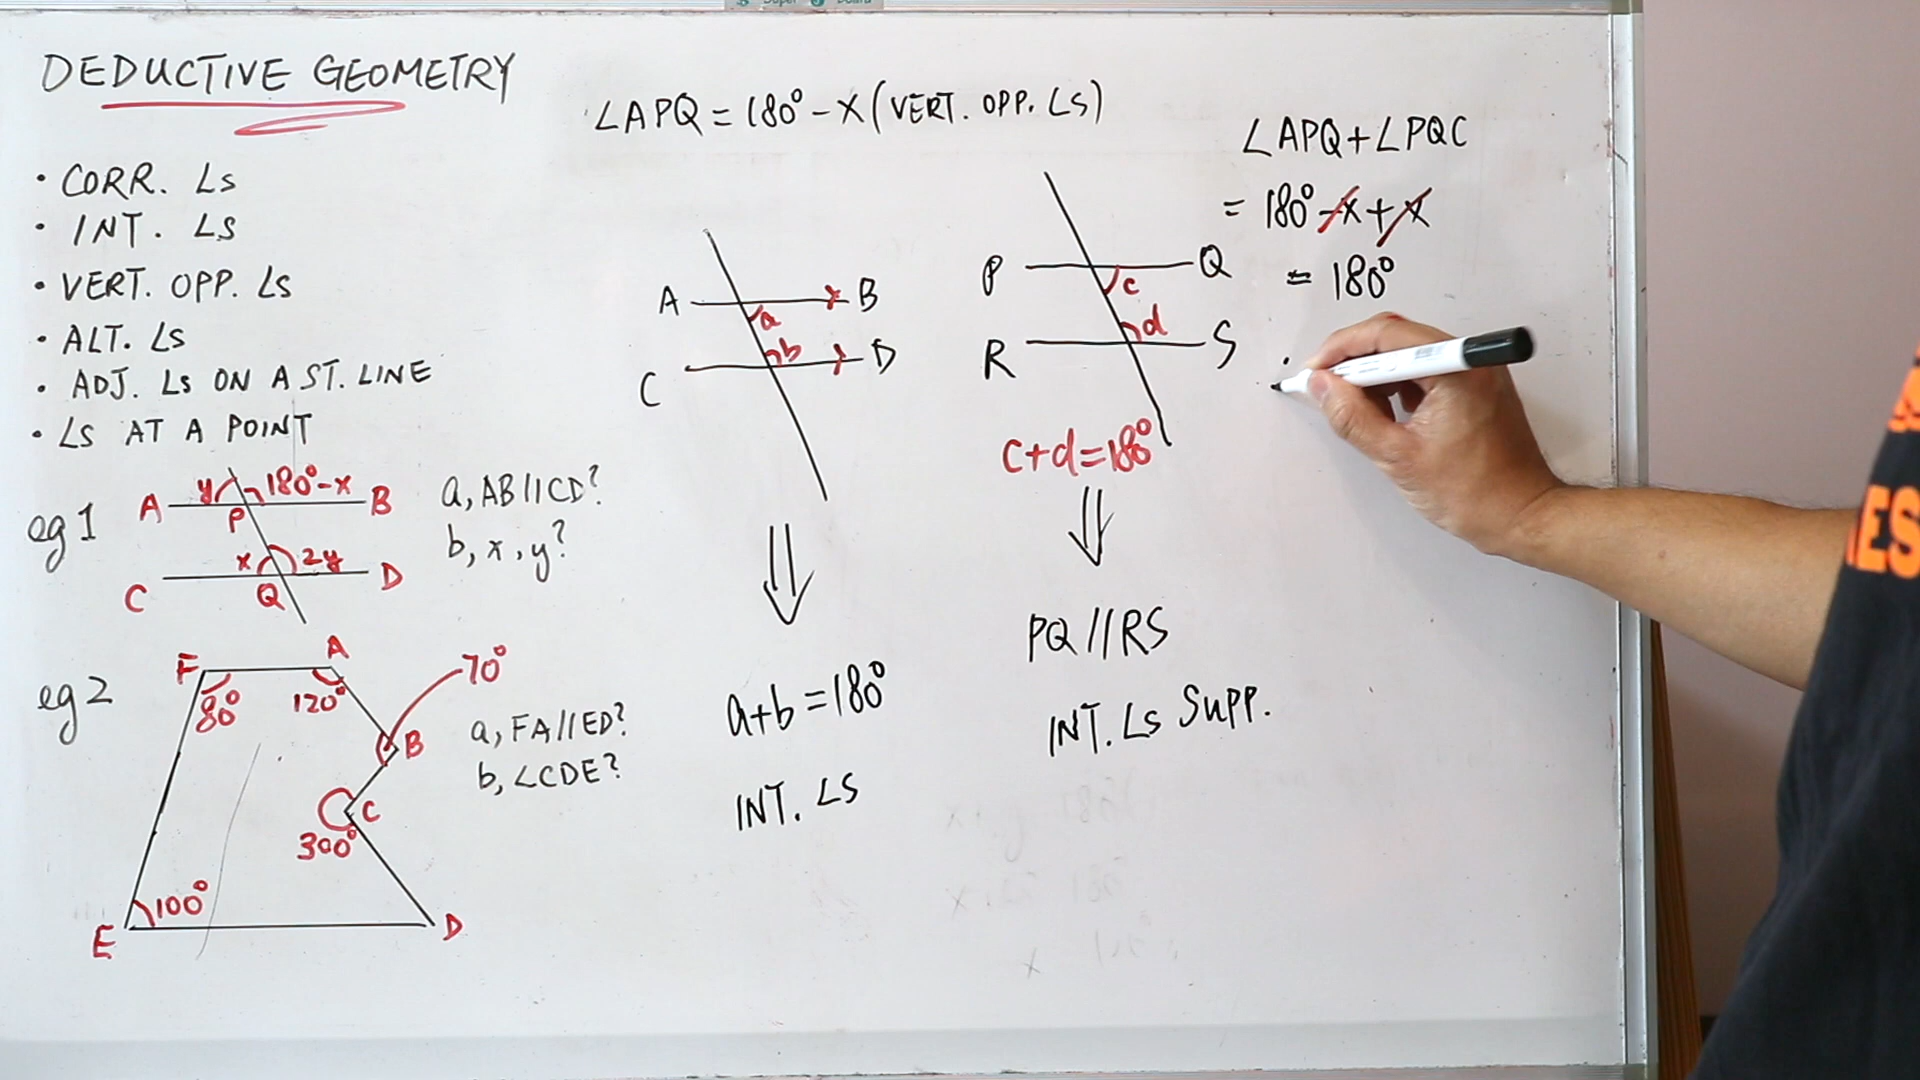 DEDUCTIVE GEOMETRY
• CORR. ∠S
• INT. ∠S
• VERT. OPP. ∠S
• ALT. ∠S
• ADJ. ∠S ON A ST. LINE
• ∠S AT A POINT
eg 1
A
y
180°-x
B
P
C
x
2y
D
Q
a, AB//CD?
b, x, y?
eg 2
F
A
80°
120°
70°
B
C
300°
100°
E
D
a, FA//ED?
b, ∠CDE?
∠APQ = 180° - x (VERT. OPP. ∠S)
A
B
a
b
C
D
a+b=180°
INT. ∠S
P
Q
c
d
R
S
c+d=180°
PQ//RS
INT. ∠S SUPP.
∠APQ+∠PQC
= 180°-x+x
= 180°